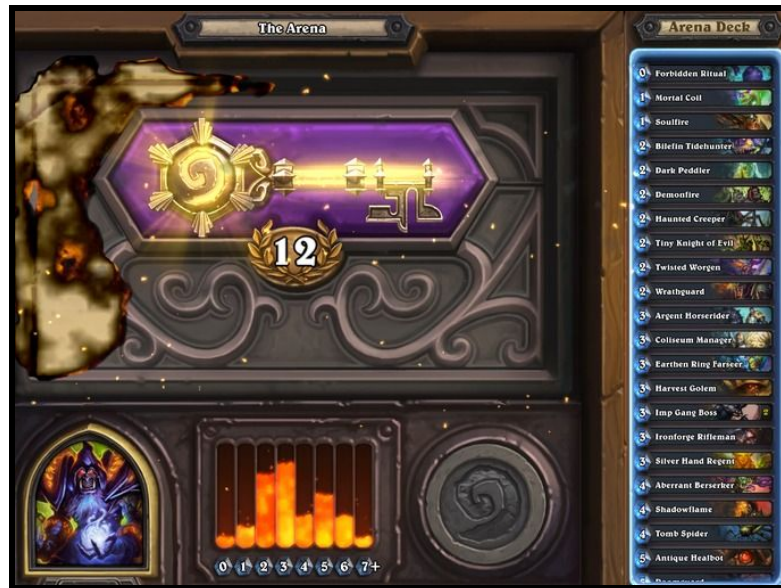 The Arena
Arena Deck
12
0 Forbidden Ritual
1 Mortal Coil
1 Soulfire
2 Bilefin Tidehunter
2 Dark Peddler
2 Demonfire
2 Haunted Creeper
2 Tiny Knight of Evil
2 Twisted Worgen
2 Wrathguard
3 Argent Horserider
3 Coliseum Manager
3 Earthen Ring Farseer
3 Harvest Golem
3 Imp Gang Boss
3 Ironforge Rifleman
3 Silver Hand Regent
4 Aberrant Berserker
4 Shadowflame
4 Tomb Spider
5 Antique Healbot
0 1 2 3 4 5 6 7+